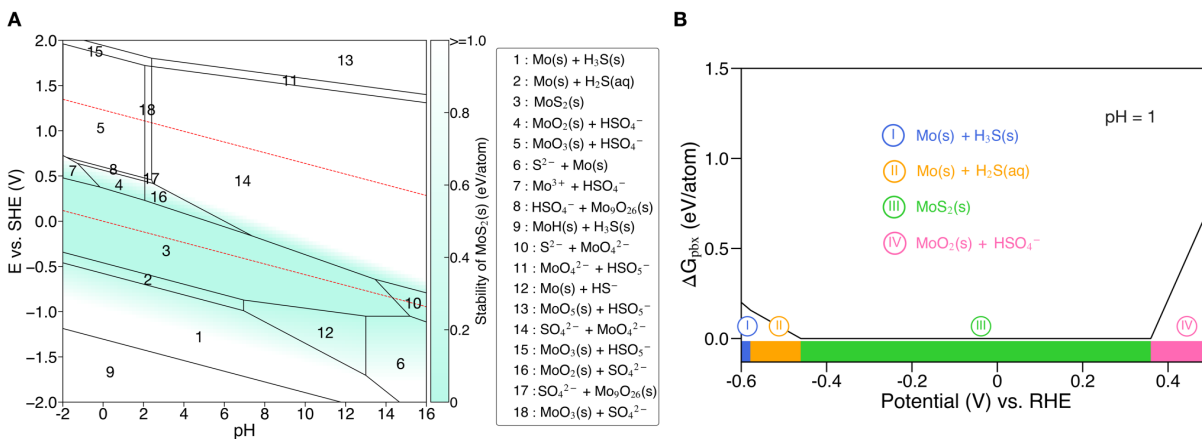 A
2.0
1.5
1.0
0.5
0.0
−0.5
−1.0
−1.5
−2.0
E vs. SHE (V)
−2
0
2
4
6
8
10
12
14
16
pH
15
13
11
18
5
14
7
8
17
4
16
3
2
10
12
1
6
9
>=1.0
0.8
0.6
0.4
0.2
0
Stability of MoS₂(s) (eV/atom)
1 : Mo(s) + H₃S(s)
2 : Mo(s) + H₂S(aq)
3 : MoS₂(s)
4 : MoO₂(s) + HSO₄⁻
5 : MoO₃(s) + HSO₄⁻
6 : S²⁻ + Mo(s)
7 : Mo³⁺ + HSO₄⁻
8 : HSO₄⁻ + Mo₉O₂₆(s)
9 : MoH(s) + H₃S(s)
10 : S²⁻ + MoO₄²⁻
11 : MoO₄²⁻ + HSO₅⁻
12 : Mo(s) + HS⁻
13 : MoO₅(s) + HSO₅⁻
14 : SO₄²⁻ + MoO₄²⁻
15 : MoO₃(s) + HSO₅⁻
16 : MoO₂(s) + SO₄²⁻
17 : SO₄²⁻ + Mo₉O₂₆(s)
18 : MoO₃(s) + SO₄²⁻
B
1.5
1.0
0.5
0.0
ΔG_pbx (eV/atom)
pH = 1
I Mo(s) + H₃S(s)
II Mo(s) + H₂S(aq)
III MoS₂(s)
IV MoO₂(s) + HSO₄⁻
I
II
III
IV
-0.6
-0.4
-0.2
0
0.2
0.4
Potential (V) vs. RHE